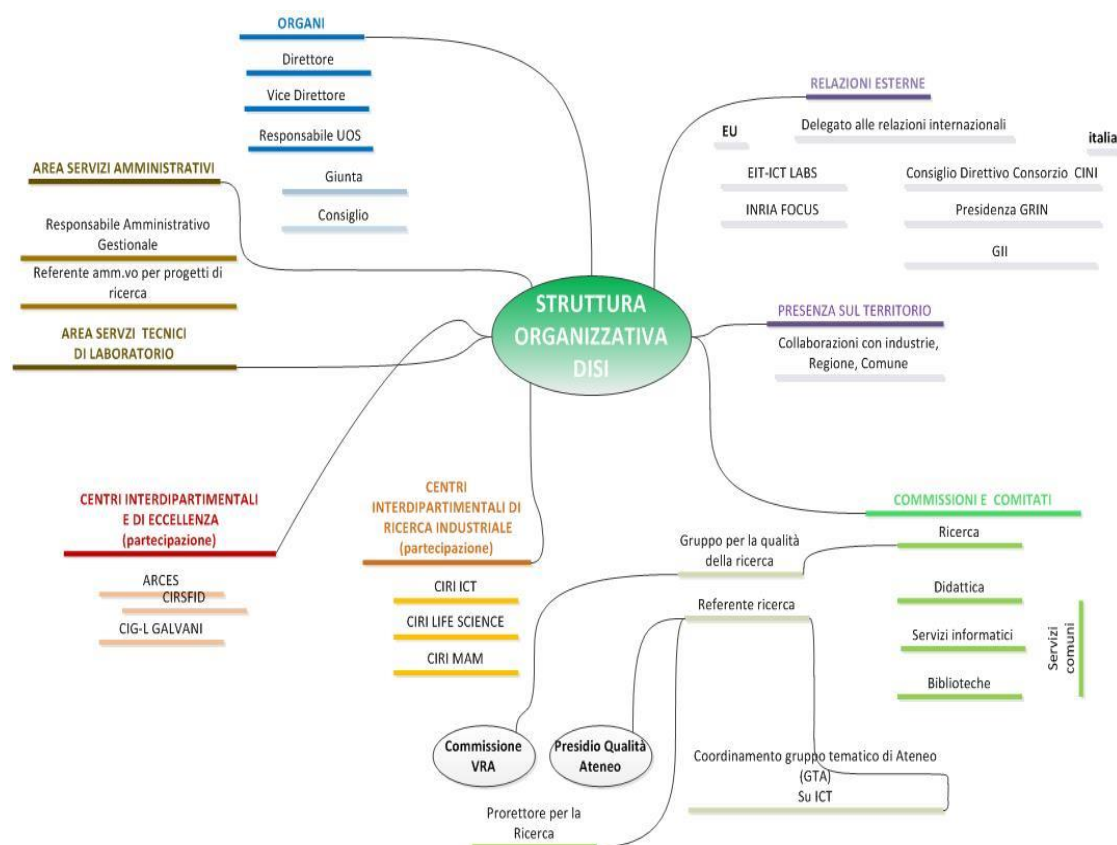 ORGANI
Direttore
Vice Direttore
Responsabile UOS
Giunta
Consiglio
RELAZIONI ESTERNE
EU
Delegato alle relazioni internazionali
italia
EIT-ICT LABS
Consiglio Direttivo Consorzio CINI
INRIA FOCUS
Presidenza GRIN
GII
AREA SERVIZI AMMINISTRATIVI
Responsabile Amministrativo
Gestionale
Referente amm.vo per progetti di
ricerca
AREA SERVZI TECNICI
DI LABORATORIO
STRUTTURA
ORGANIZZATIVA
DISI
PRESENZA SUL TERRITORIO
Collaborazioni con industrie,
Regione, Comune
CENTRI INTERDIPARTIMENTALI
E DI ECCELLENZA
(partecipazione)
ARCES
CIRSFID
CIG-L GALVANI
CENTRI
INTERDIPARTIMENTALI DI
RICERCA INDUSTRIALE
(partecipazione)
CIRI ICT
CIRI LIFE SCIENCE
CIRI MAM
COMMISSIONI E COMITATI
Ricerca
Didattica
Servizi informatici
Biblioteche
Servizi
comuni
Gruppo per la qualità
della ricerca
Referente ricerca
Commissione
VRA
Presidio Qualità
Ateneo
Coordinamento gruppo tematico di Ateneo
(GTA)
Su ICT
Prorettore per la
Ricerca